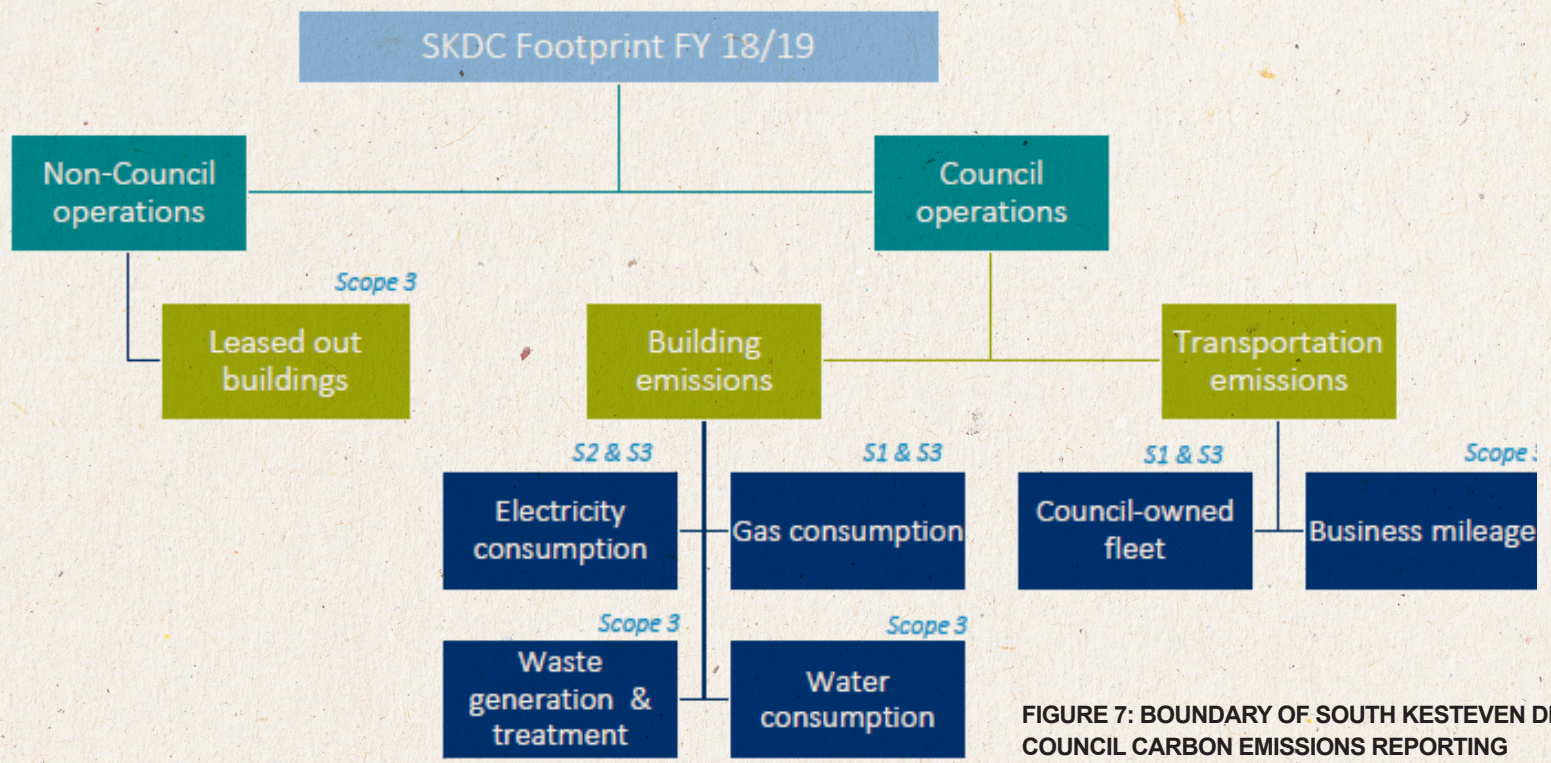 SKDC Footprint FY 18/19
Non-Council
operations
Council
operations
Scope 3
Leased out
buildings
Building
emissions
Transportation
emissions
S2 & S3
Electricity
consumption
S1 & S3
Gas consumption
S1 & S3
Council-owned
fleet
Scope
Business mileage
Scope 3
Waste
generation &
treatment
Scope 3
Water
consumption
FIGURE 7: BOUNDARY OF SOUTH KESTEVEN
COUNCIL CARBON EMISSIONS REPORTING